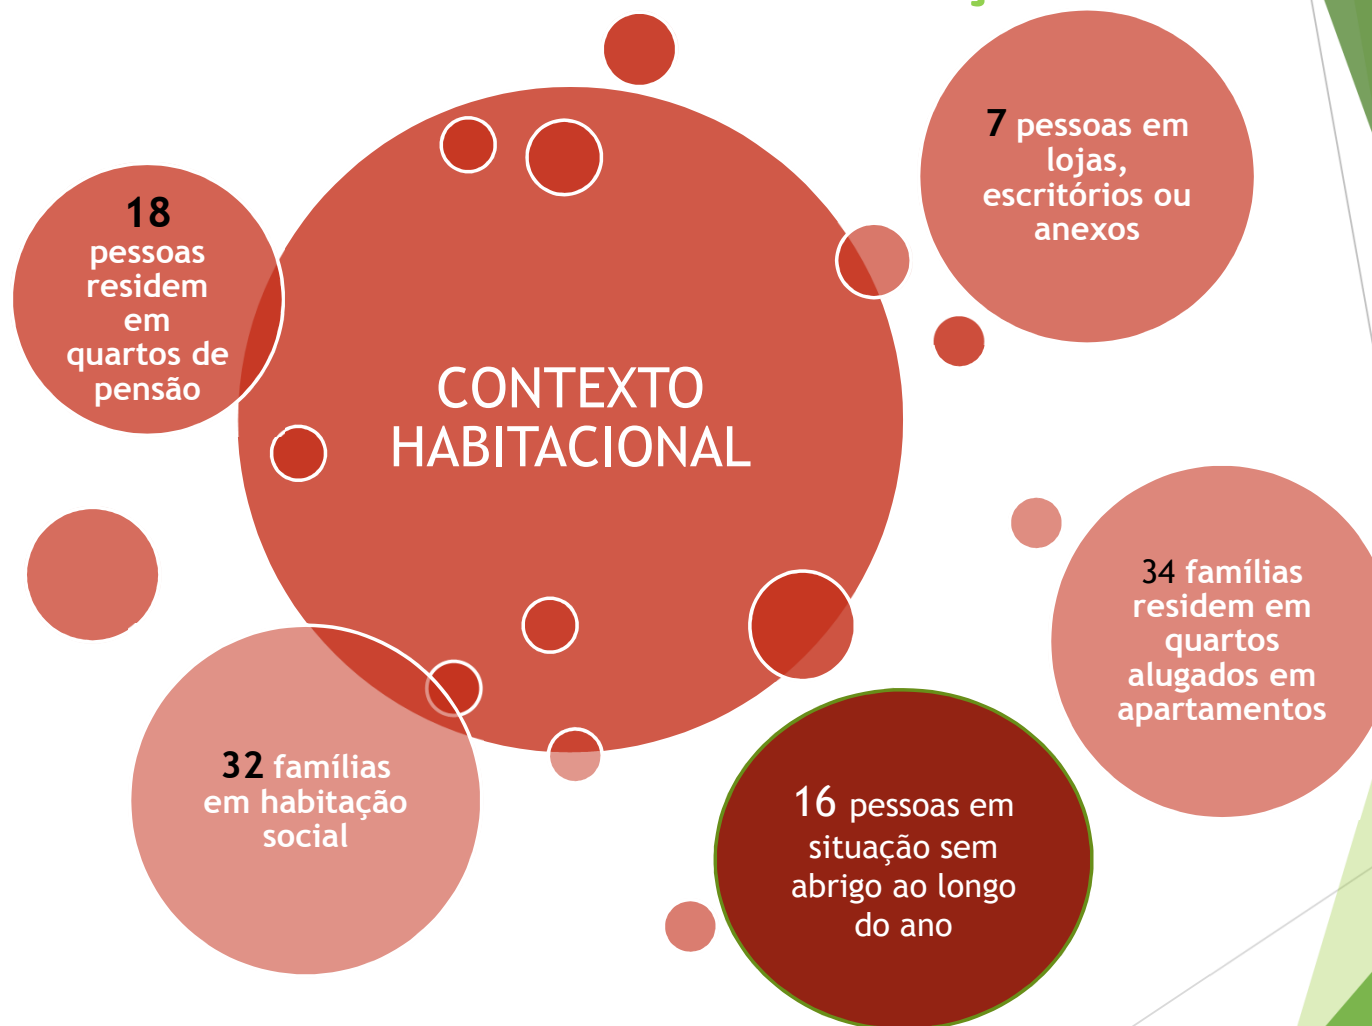 CONTEXTO
HABITACIONAL
18
pessoas
residem
em
quartos de
pensão
7 pessoas em
lojas,
escritórios ou
anexos
34 famílias
residem em
quartos
alugados em
apartamentos
16 pessoas em
situação sem
abrigo ao longo
do ano
32 famílias
em habitação
social